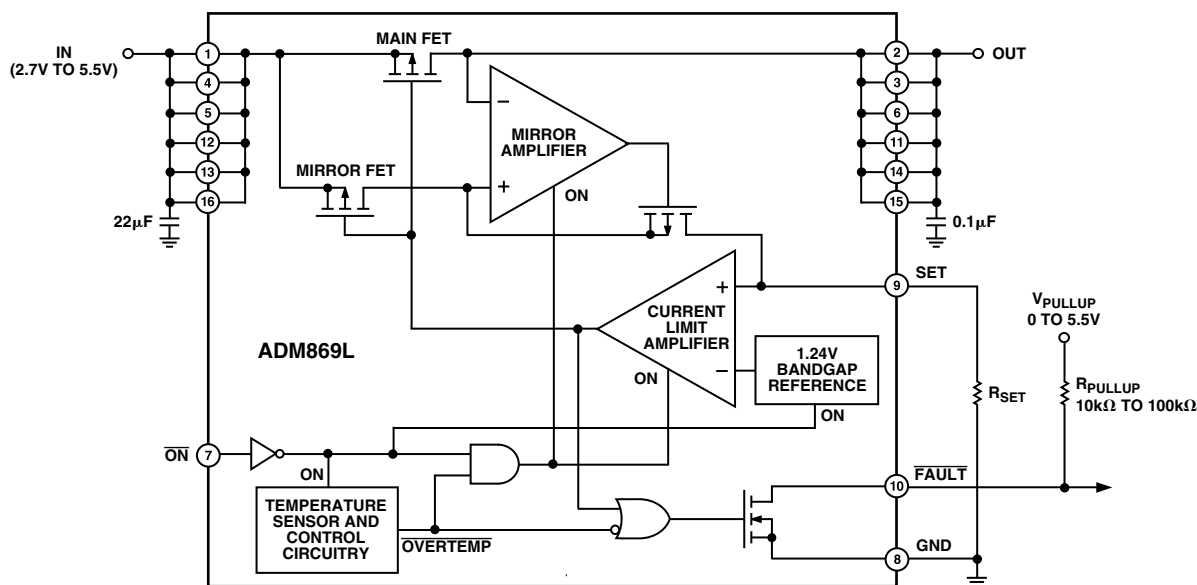 MAIN FET
IN
(2.7V TO 5.5V)
1
4
5
12
13
16
22μF
2
3
6
11
14
15
OUT
0.1μF
−
MIRROR
AMPLIFIER
+
ON
MIRROR FET
SET
9
+
CURRENT
LIMIT
AMPLIFIER
−
ON
1.24V
BANDGAP
REFERENCE
ON
ADM869L
VPULLUP
0 TO 5.5V
RSET
RPULLUP
10kΩ TO 100kΩ
ON
7
ON
TEMPERATURE
SENSOR AND
CONTROL
CIRCUITRY
OVERTEMP
FAULT
10
GND
8